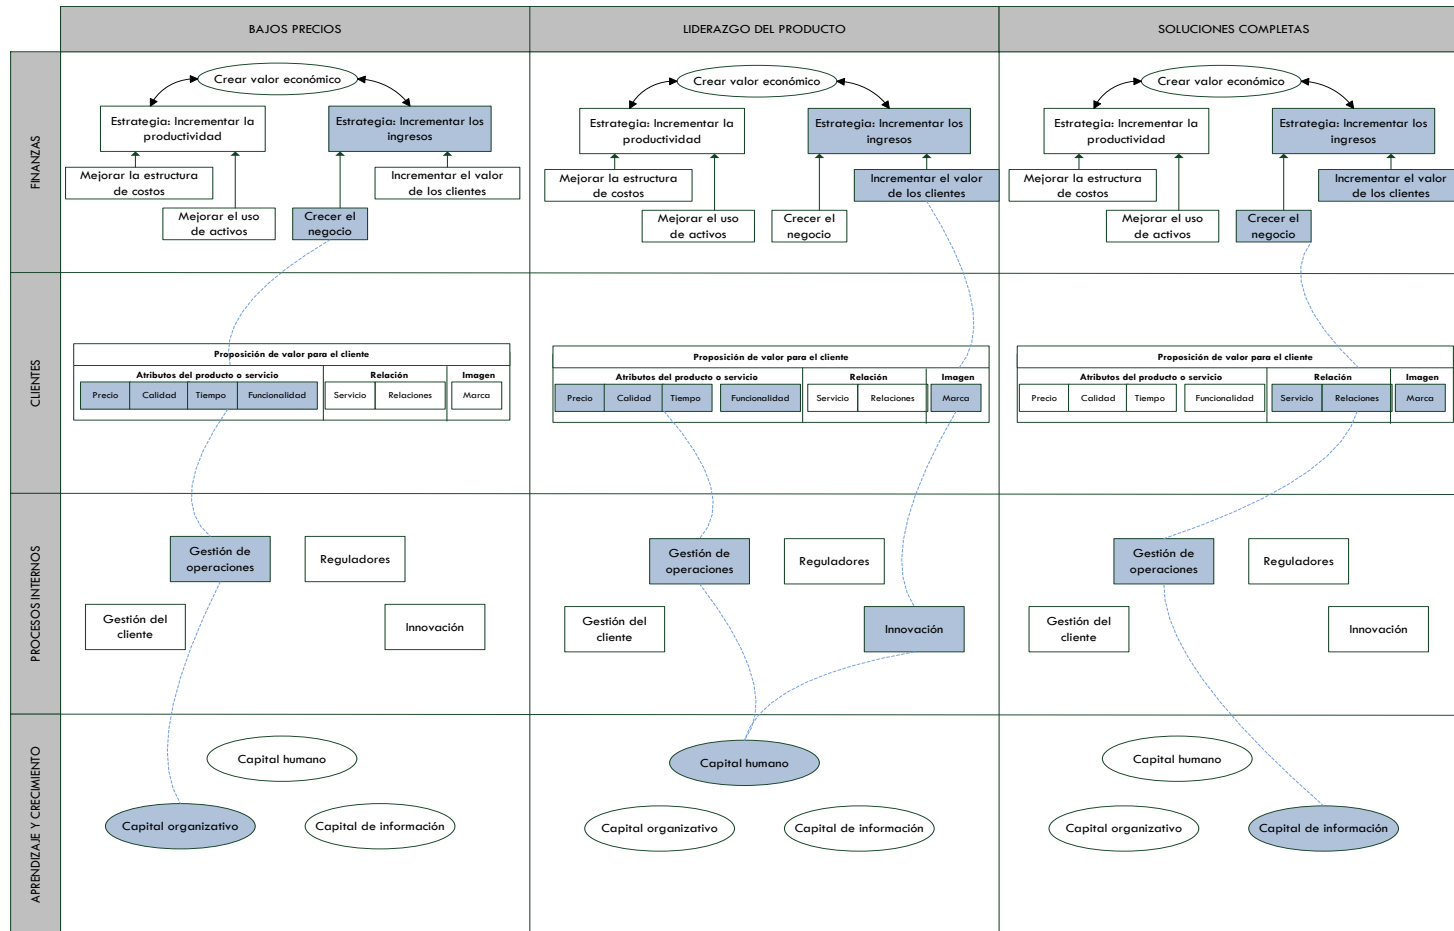 BAJOS PRECIOS
LIDERAZGO DEL PRODUCTO
SOLUCIONES COMPLETAS
FINANZAS
Crear valor económico
Estrategia: Incrementar la
productividad
Estrategia: Incrementar los
ingresos
Mejorar la estructura
de costos
Incrementar el valor
de los clientes
Mejorar el uso
de activos
Crecer el
negocio
Crear valor económico
Estrategia: Incrementar la
productividad
Estrategia: Incrementar los
ingresos
Mejorar la estructura
de costos
Incrementar el valor
de los clientes
Mejorar el uso
de activos
Crecer el
negocio
Crear valor económico
Estrategia: Incrementar la
productividad
Estrategia: Incrementar los
ingresos
Mejorar la estructura
de costos
Incrementar el valor
de los clientes
Mejorar el uso
de activos
Crecer el
negocio
CLIENTES
Proposición de valor para el cliente
Atributos del producto o servicio
Relación
Imagen
Precio
Calidad
Tiempo
Funcionalidad
Servicio
Relaciones
Marca
Proposición de valor para el cliente
Atributos del producto o servicio
Relación
Imagen
Precio
Calidad
Tiempo
Funcionalidad
Servicio
Relaciones
Marca
Proposición de valor para el cliente
Atributos del producto o servicio
Relación
Imagen
Precio
Calidad
Tiempo
Funcionalidad
Servicio
Relaciones
Marca
PROCESOS INTERNOS
Gestión de
operaciones
Reguladores
Gestión del
cliente
Innovación
Gestión de
operaciones
Reguladores
Gestión del
cliente
Innovación
Gestión de
operaciones
Reguladores
Gestión del
cliente
Innovación
APRENDIZAJE Y CRECIMIENTO
Capital humano
Capital organizativo
Capital de información
Capital humano
Capital organizativo
Capital de información
Capital humano
Capital organizativo
Capital de información